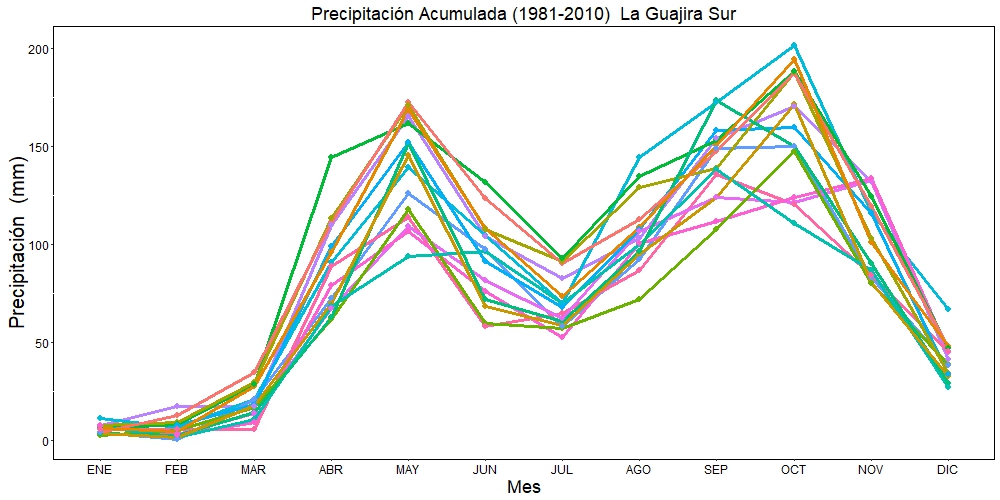 Precipitación Acumulada (1981-2010)  La Guajira Sur
Precipitación  (mm)
200
150
100
50
0
ENE FEB MAR ABR MAY JUN JUL AGO SEP OCT NOV DIC
Mes